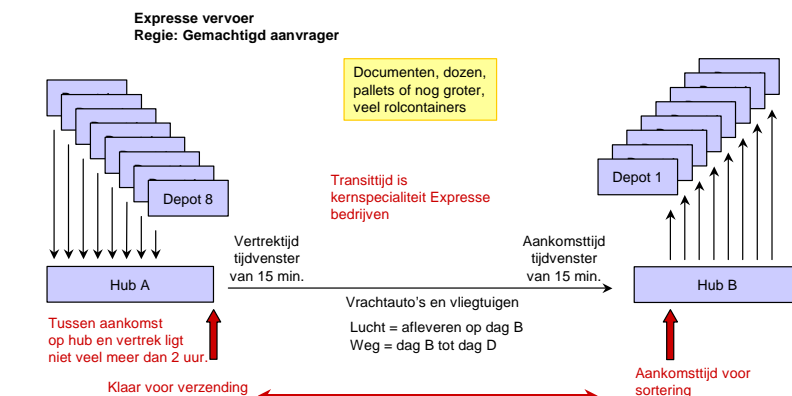 Expresse vervoer
Regie: Gemachtigd aanvrager
Documenten, dozen,
pallets of nog groter,
veel rolcontainers
Depot 8
Depot 1
Transittijd is
kernspecialiteit Expresse
bedrijven
Vertrektijd
tijdvenster
van 15 min.
Aankomsttijd
tijdvenster
van 15 min.
Hub A
Hub B
Vrachtauto's en vliegtuigen
Lucht = afleveren op dag B
Weg = dag B tot dag D
Tussen aankomst
op hub en vertrek ligt
niet veel meer dan 2 uur.
Klaar voor verzending
Aankomsttijd voor
sortering